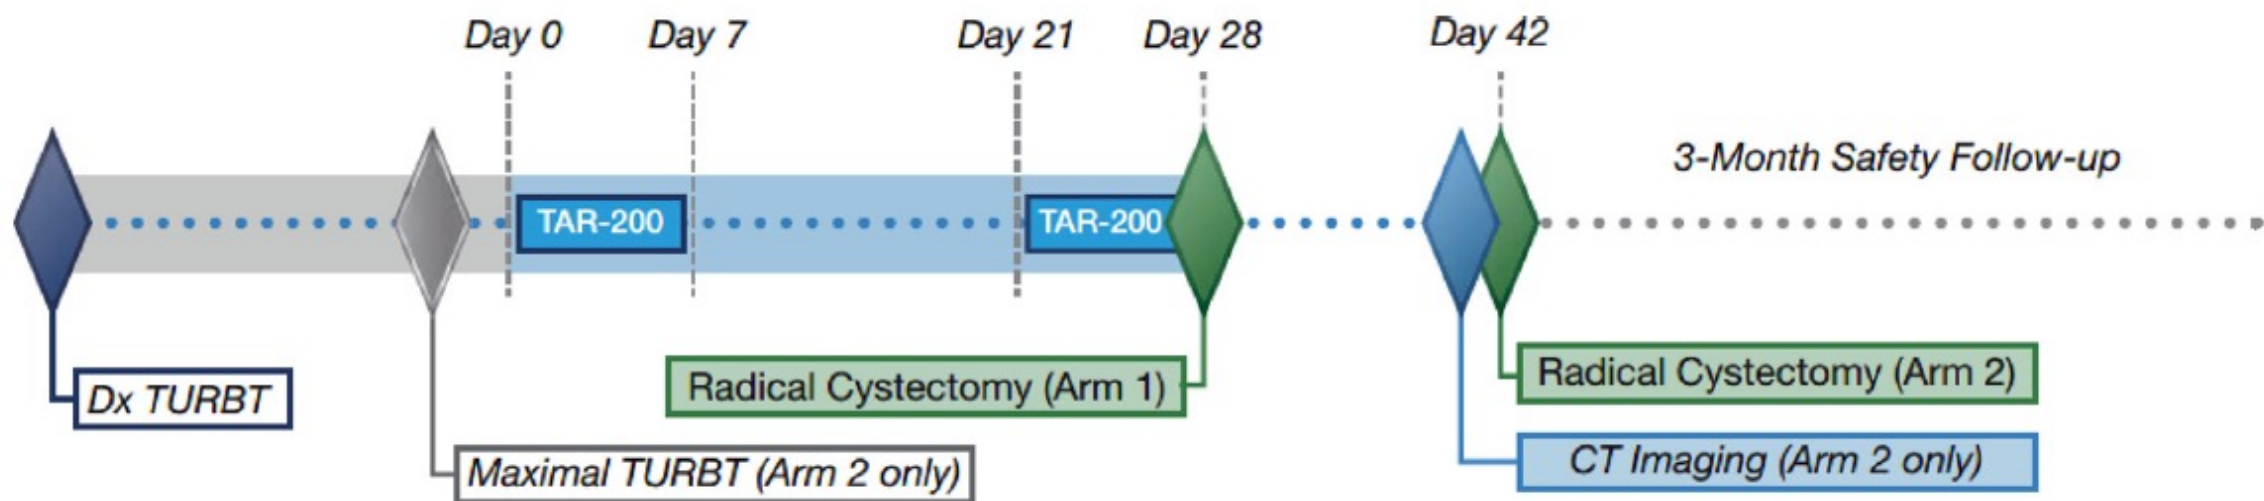 Day 0
Day 7
Day 21
Day 28
Day 42
3-Month Safety Follow-up
TAR-200
TAR-200
Dx TURBT
Radical Cystectomy (Arm 1)
Radical Cystectomy (Arm 2)
Maximal TURBT (Arm 2 only)
CT Imaging (Arm 2 only)